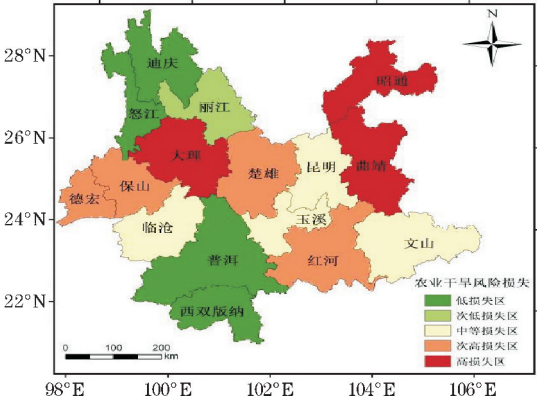 N
28°N
26°N
24°N
22°N
迪庆
昭通
怒江
丽江
大理
昆明
曲靖
楚雄
保山
德宏
玉溪
临沧
文山
普洱
红河
西双版纳
农业干旱风险损失
低损失区
次低损失区
中等损失区
次高损失区
高损失区
0 100 200
km
98°E 100°E 102°E 104°E 106°E